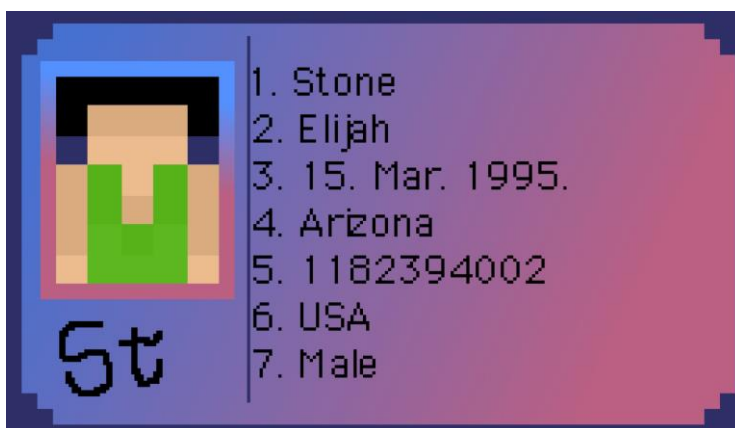 1. Stone
2. Elijah
3. 15. Mar. 1995.
4. Arizona
5. 1182394002
6. USA
7. Male
St